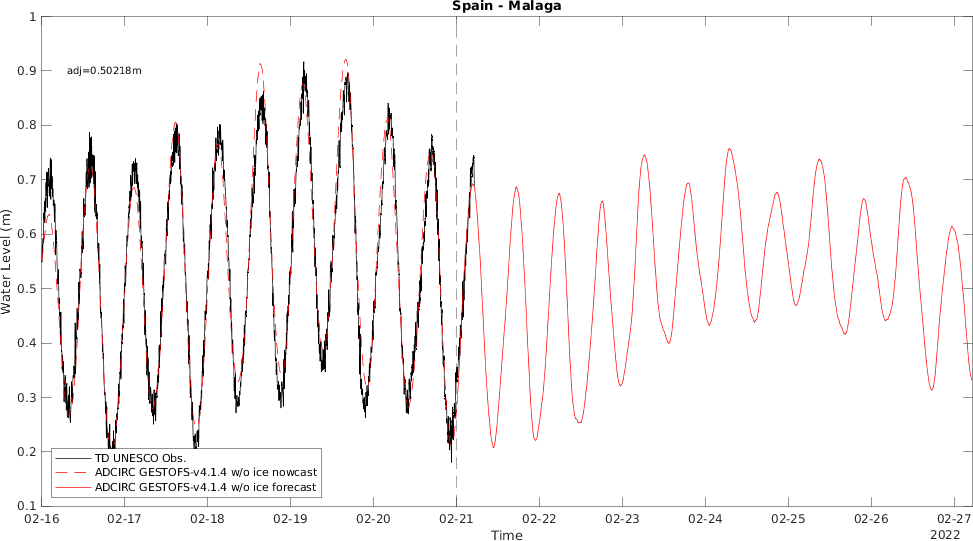 Spain - Malaga
1
0.9
0.8
0.7
0.6
0.5
0.4
0.3
0.2
0.1
Water Level (m)
adj=0.50218m
TD UNESCO Obs.
ADCIRC GESTOFS-v4.1.4 w/o ice nowcast
ADCIRC GESTOFS-v4.1.4 w/o ice forecast
02-16 02-17 02-18 02-19 02-20 02-21 02-22 02-23 02-24 02-25 02-26 02-27
Time 2022